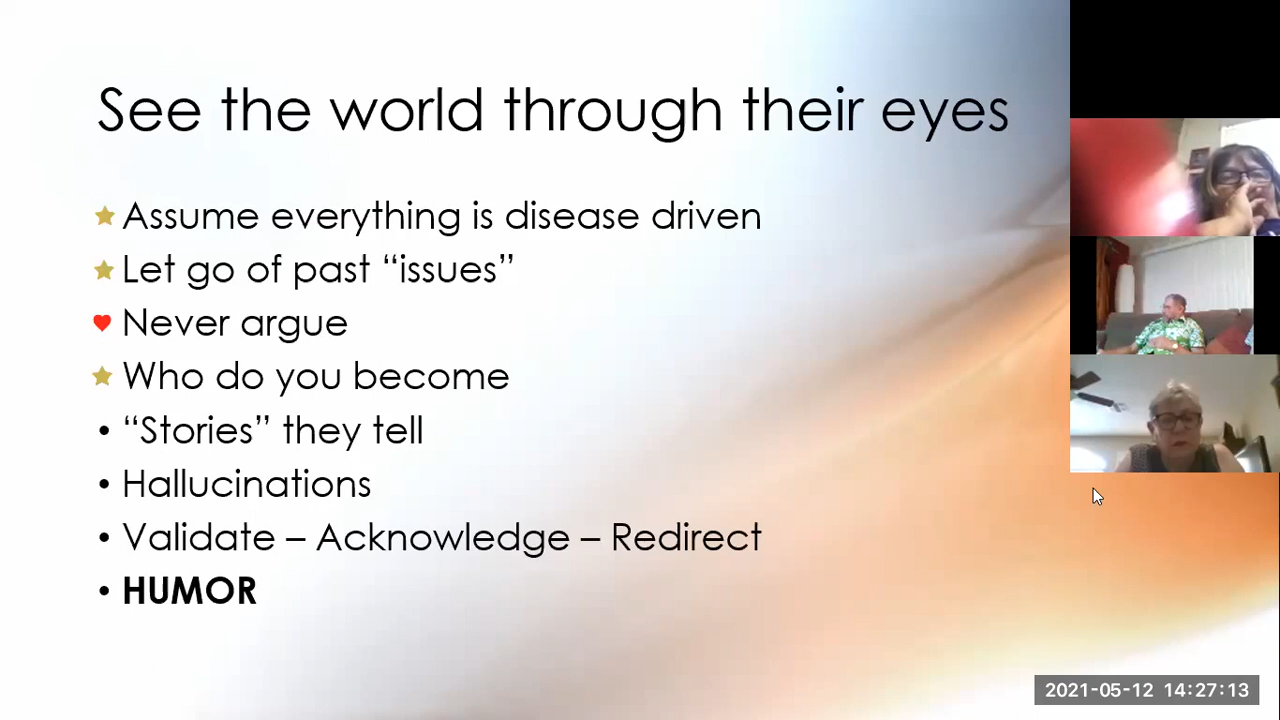 See the world through their eyes
Assume everything is disease driven
Let go of past “issues”
Never argue
Who do you become
• “Stories” they tell
• Hallucinations
• Validate – Acknowledge – Redirect
• HUMOR
2021-05-12 14:27:13